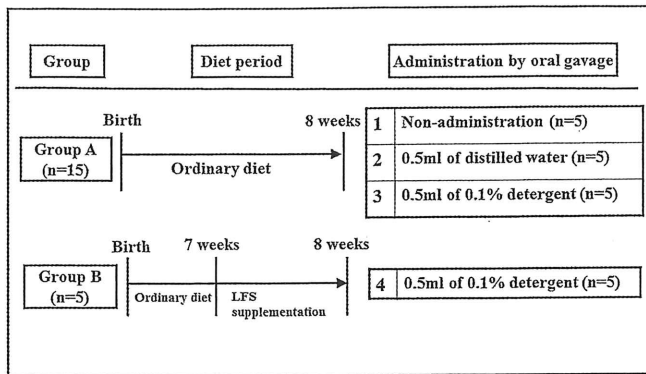 Group Diet period Administration by oral gavage
Birth 8 weeks
Group A
(n=15)
Ordinary diet
1 Non-administration (n=5)
2 0.5ml of distilled water (n=5)
3 0.5ml of 0.1% detergent (n=5)
Birth 7 weeks 8 weeks
Group B
(n=5)
Ordinary diet LFS
supplementation
4 0.5ml of 0.1% detergent (n=5)